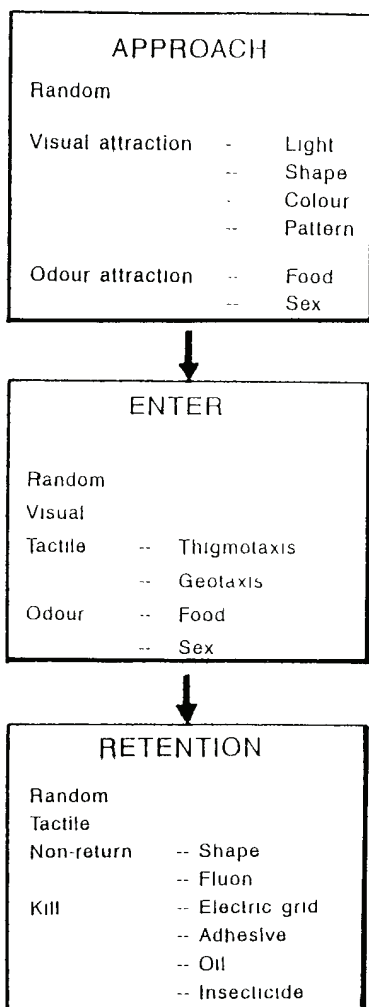 APPROACH
Random
Visual attraction - Light
-- Shape
- Colour
-- Pattern
Odour attraction -- Food
-- Sex
ENTER
Random
Visual
Tactile -- Thigmotaxis
-- Geotaxis
Odour -- Food
-- Sex
RETENTION
Random
Tactile
Non-return -- Shape
-- Fluon
Kill -- Electric grid
-- Adhesive
-- Oil
-- Insecticide